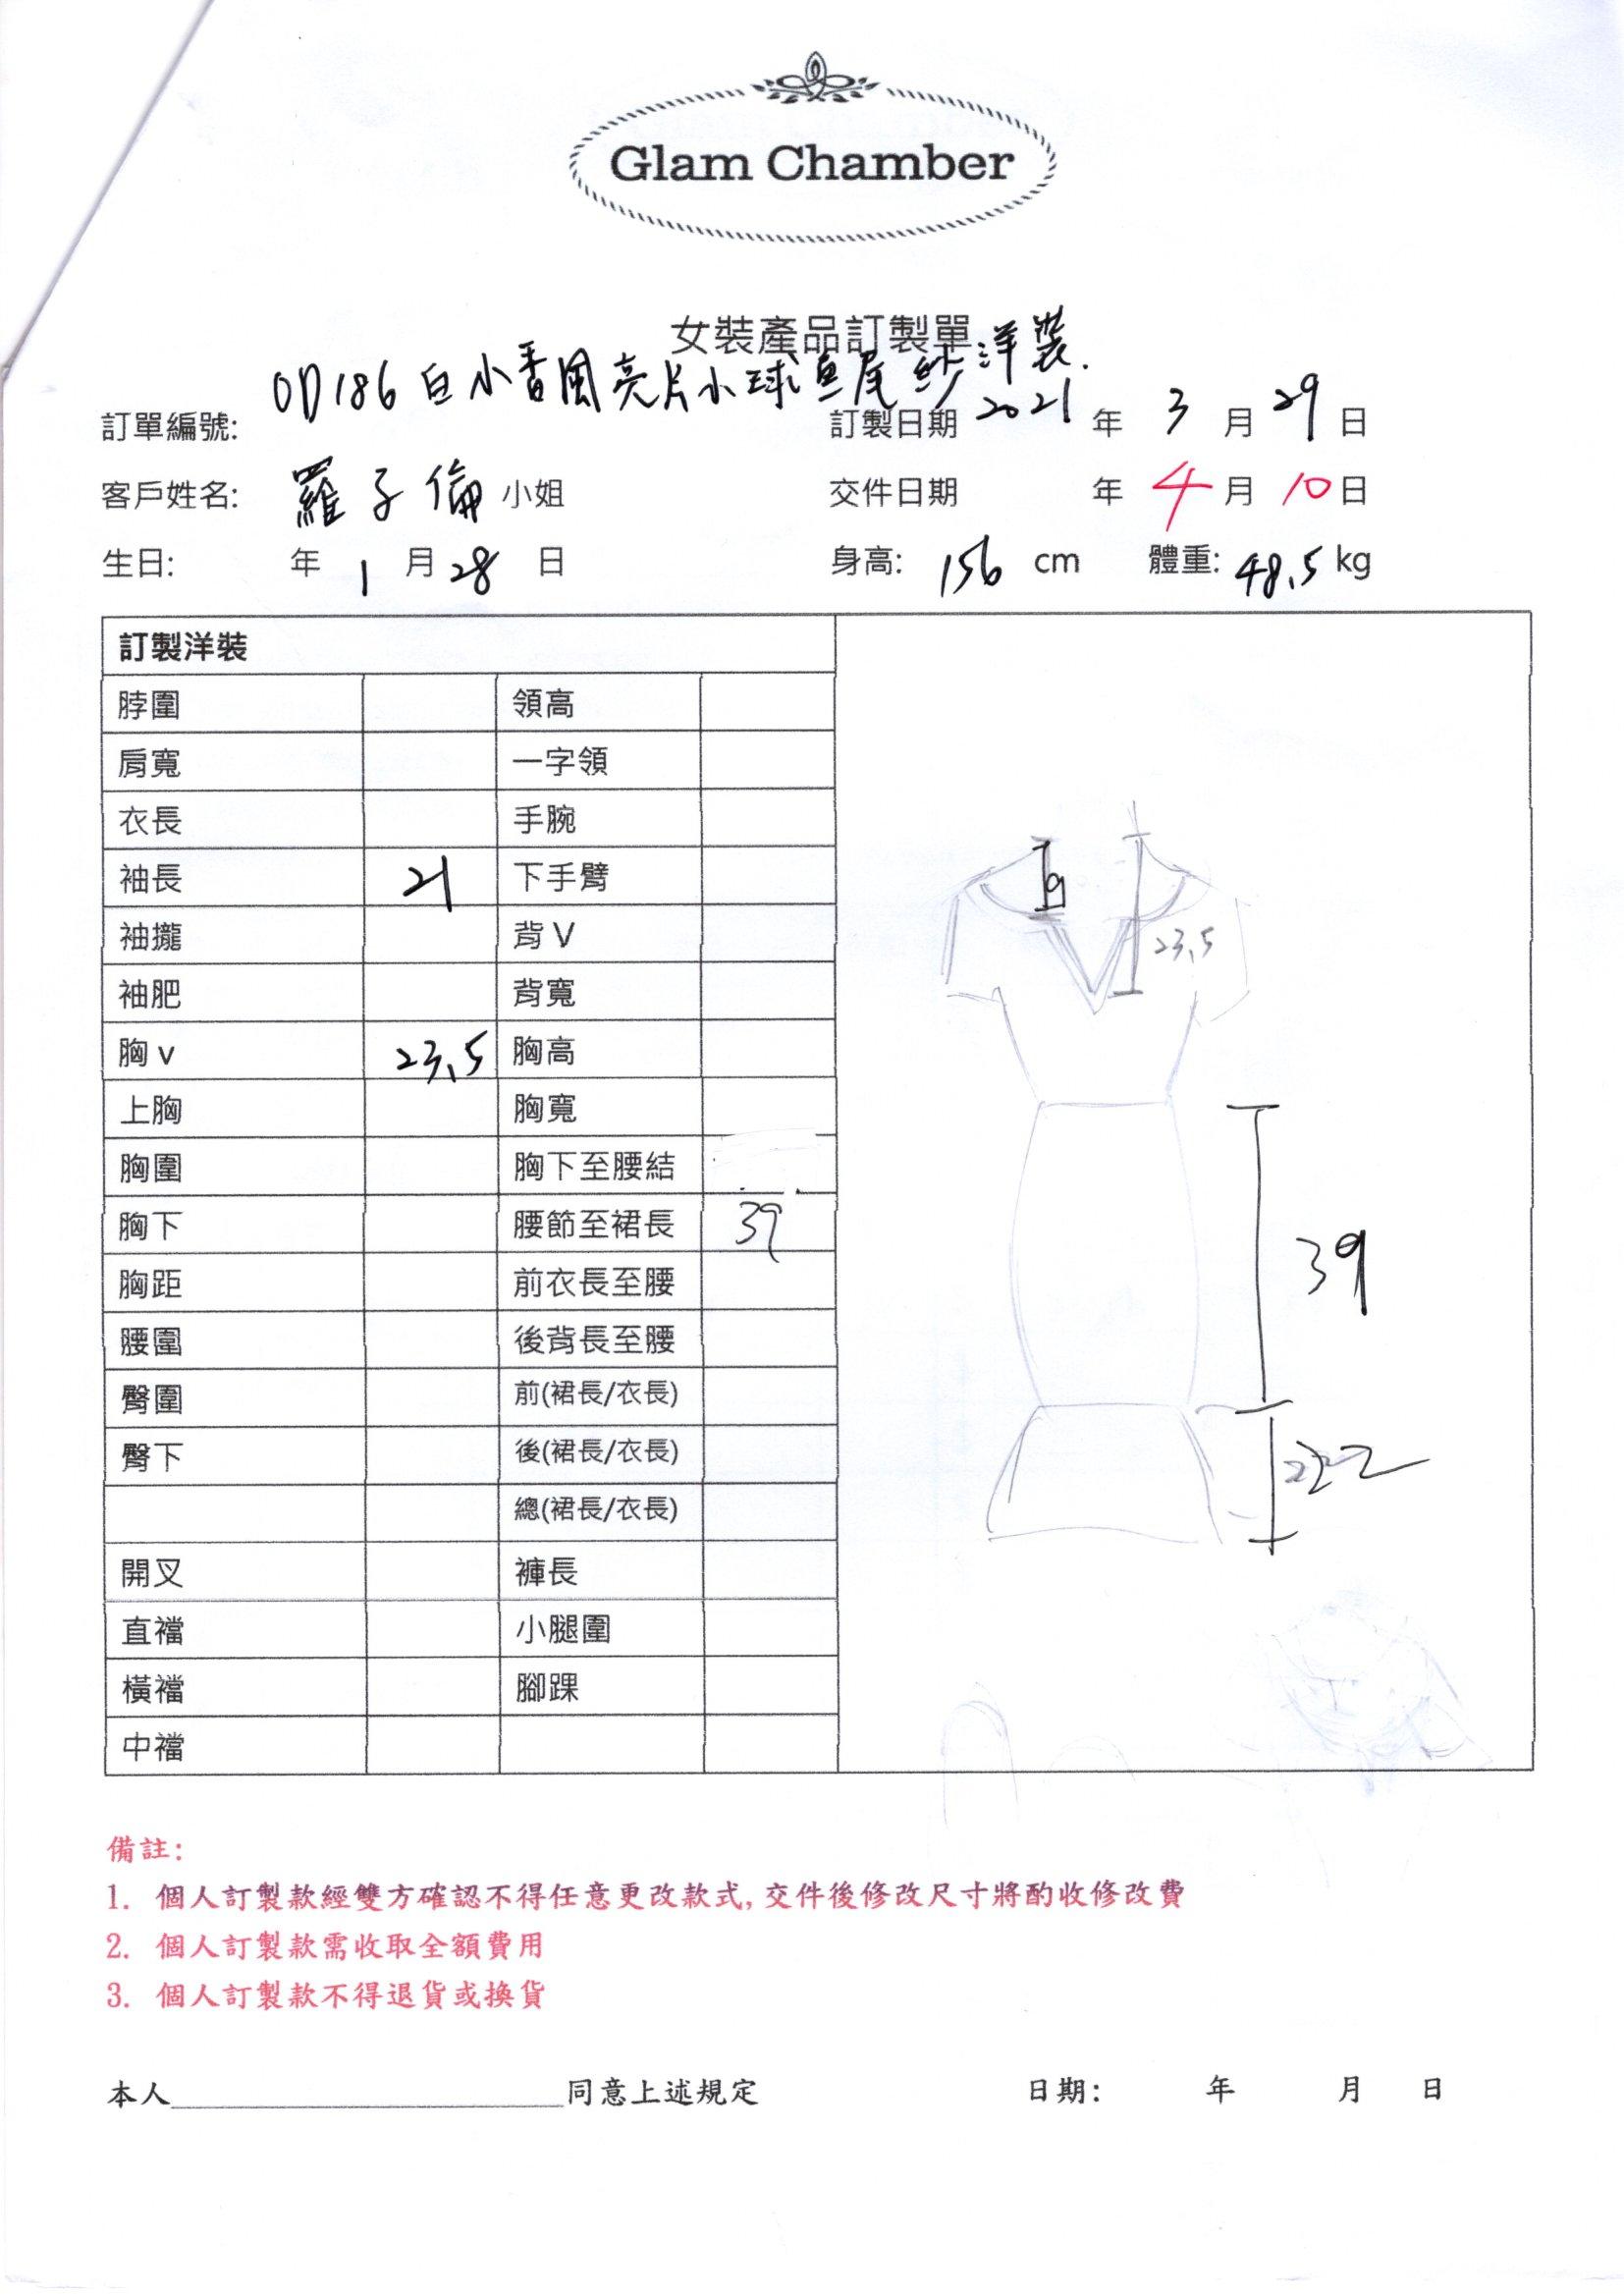 Glam Chamber
女裝產品訂製單
OD186 白小香風亮片小球魚尾紗洋裝.
訂單編號: 訂製日期 2021 年 3 月 29 日
客戶姓名: 羅子倫 小姐 交件日期 年 4 月 10 日
生日: 年 1 月 28 日 身高: 156 cm 體重: 48.5 kg
訂製洋裝
脖圍 領高
肩寬 一字領
衣長 手腕
袖長 21 下手臂
袖攏 背 V
袖肥 背寬
胸 v 23.5 胸高
上胸 胸寬
胸圍 胸下至腰結
胸下 腰節至裙長 39
胸距 前衣長至腰
腰圍 後背長至腰
臀圍 前(裙長/衣長)
臀下 後(裙長/衣長)
總(裙長/衣長)
開叉 褲長
直襠 小腿圍
橫襠 腳踝
中襠
9
23.5
39
22
備註:
1. 個人訂製款經雙方確認不得任意更改款式, 交件後修改尺寸將酌收修改費
2. 個人訂製款需收取全額費用
3. 個人訂製款不得退貨或換貨
本人____________________同意上述規定 日期: 年 月 日